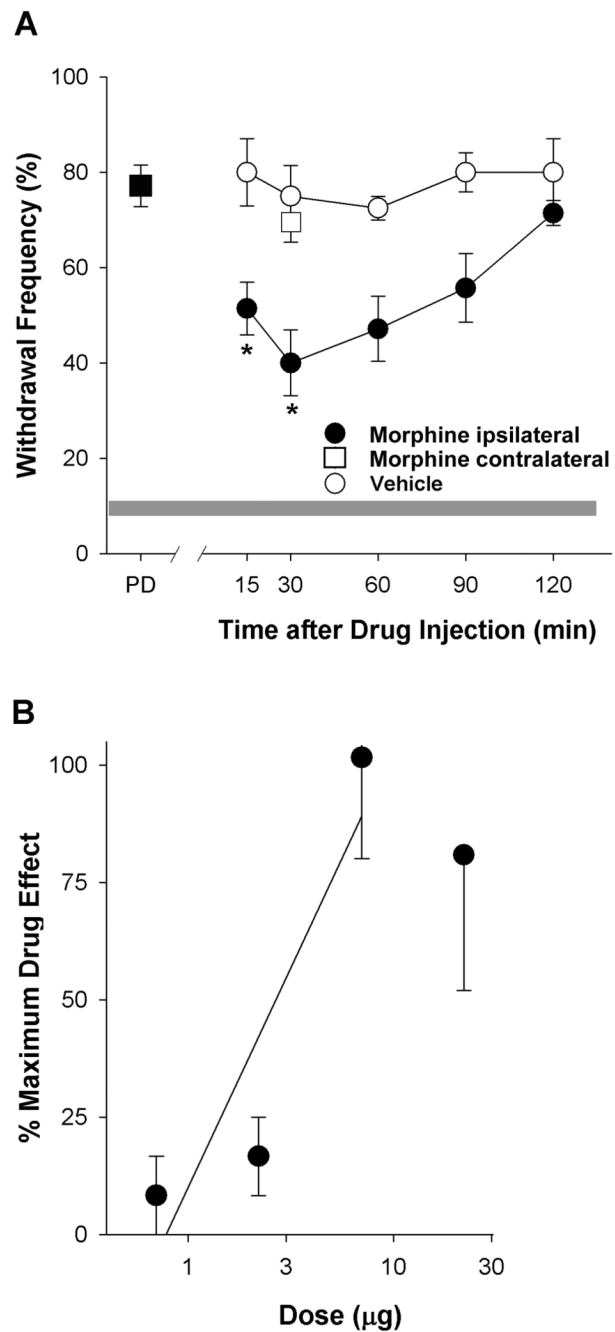 A
100
80
60
40
20
0
Withdrawal Frequency (%)
*
*
Morphine ipsilateral
Morphine contralateral
Vehicle
PD
15
30
60
90
120
Time after Drug Injection (min)
B
100
75
50
25
0
% Maximum Drug Effect
1
3
10
30
Dose (μg)